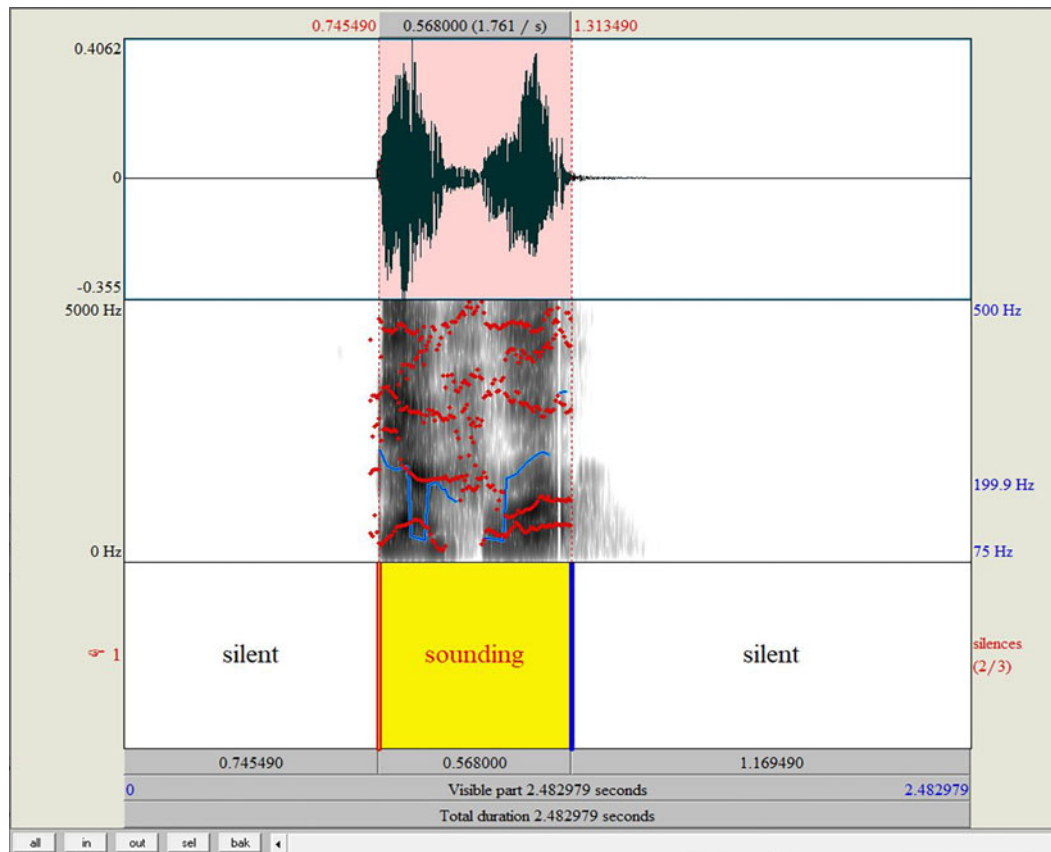 0.745490 0.568000 (1.761 / s) 1.313490
0.4062
0
-0.355
5000 Hz 500 Hz
199.9 Hz
0 Hz 75 Hz
1 silent sounding silent silences
(2/3)
0.745490 0.568000 1.169490
0 Visible part 2.482979 seconds 2.482979
Total duration 2.482979 seconds
all in out sel bak